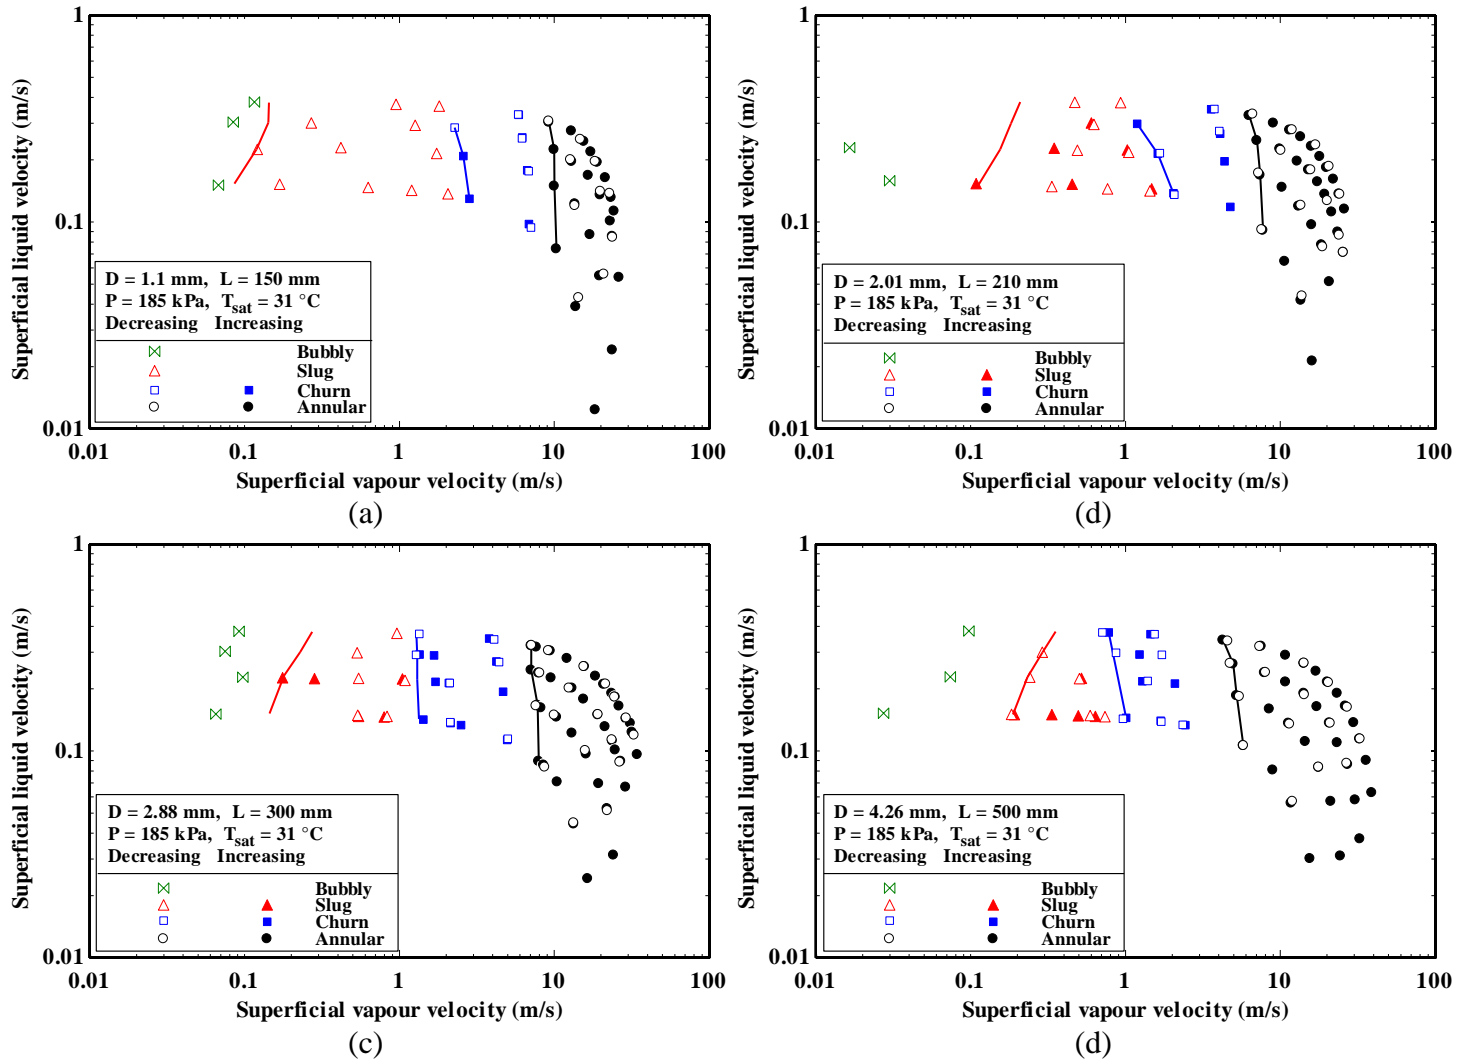 1
0.1
0.01
0.01 0.1 1 10 100
Superficial liquid velocity (m/s)
Superficial vapour velocity (m/s)
D = 1.1 mm, L = 150 mm
P = 185 kPa, Tsat = 31 °C
Decreasing Increasing
Bubbly
Slug
Churn
Annular
(a)
1
0.1
0.01
0.01 0.1 1 10 100
Superficial liquid velocity (m/s)
Superficial vapour velocity (m/s)
D = 2.01 mm, L = 210 mm
P = 185 kPa, Tsat = 31 °C
Decreasing Increasing
Bubbly
Slug
Churn
Annular
(d)
1
0.1
0.01
0.01 0.1 1 10 100
Superficial liquid velocity (m/s)
Superficial vapour velocity (m/s)
D = 2.88 mm, L = 300 mm
P = 185 kPa, Tsat = 31 °C
Decreasing Increasing
Bubbly
Slug
Churn
Annular
(c)
1
0.1
0.01
0.01 0.1 1 10 100
Superficial liquid velocity (m/s)
Superficial vapour velocity (m/s)
D = 4.26 mm, L = 500 mm
P = 185 kPa, Tsat = 31 °C
Decreasing Increasing
Bubbly
Slug
Churn
Annular
(d)